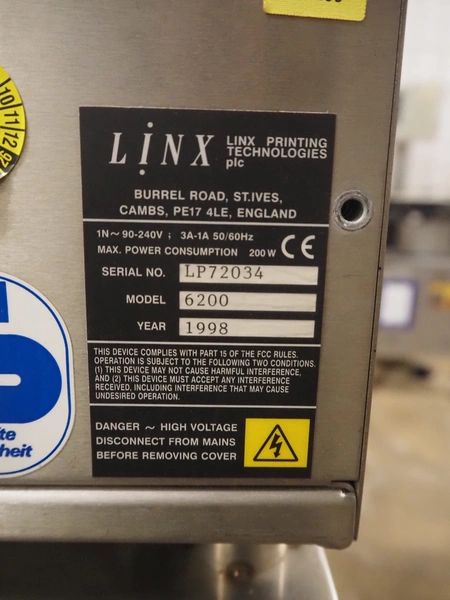 10 11 12 97
LINX
LINX PRINTING
TECHNOLOGIES
plc
BURREL ROAD, ST.IVES,
CAMBS, PE17 4LE, ENGLAND
1N~ 90-240V ; 3A-1A 50/60Hz
MAX. POWER CONSUMPTION 200 W CE
SERIAL NO. LP72034
MODEL 6200
YEAR 1998
THIS DEVICE COMPLIES WITH PART 15 OF THE FCC RULES.
OPERATION IS SUBJECT TO THE FOLLOWING TWO CONDITIONS.
(1) THIS DEVICE MAY NOT CAUSE HARMFUL INTERFERENCE,
AND (2) THIS DEVICE MUST ACCEPT ANY INTERFERENCE
RECEIVED, INCLUDING INTERFERENCE THAT MAY CAUSE
UNDESIRED OPERATION.
DANGER ~ HIGH VOLTAGE
DISCONNECT FROM MAINS
BEFORE REMOVING COVER